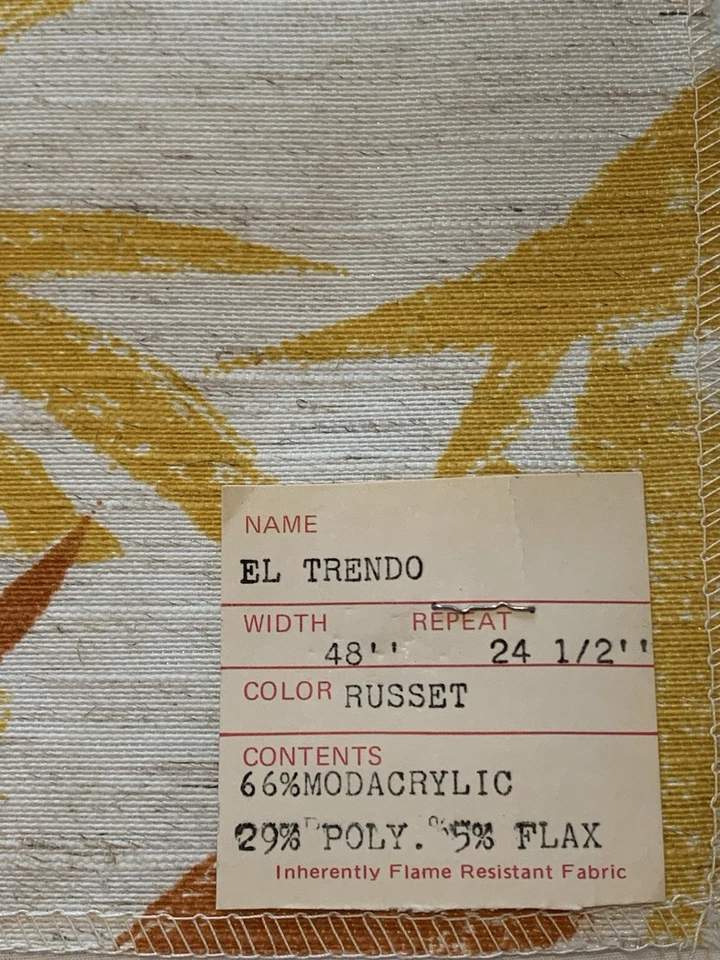 NAME
EL TRENDO
WIDTH REPEAT
48'' 24 1/2''
COLOR RUSSET
CONTENTS
66%MODACRYLIC
29% POLY. 5% FLAX
Inherently Flame Resistant Fabric